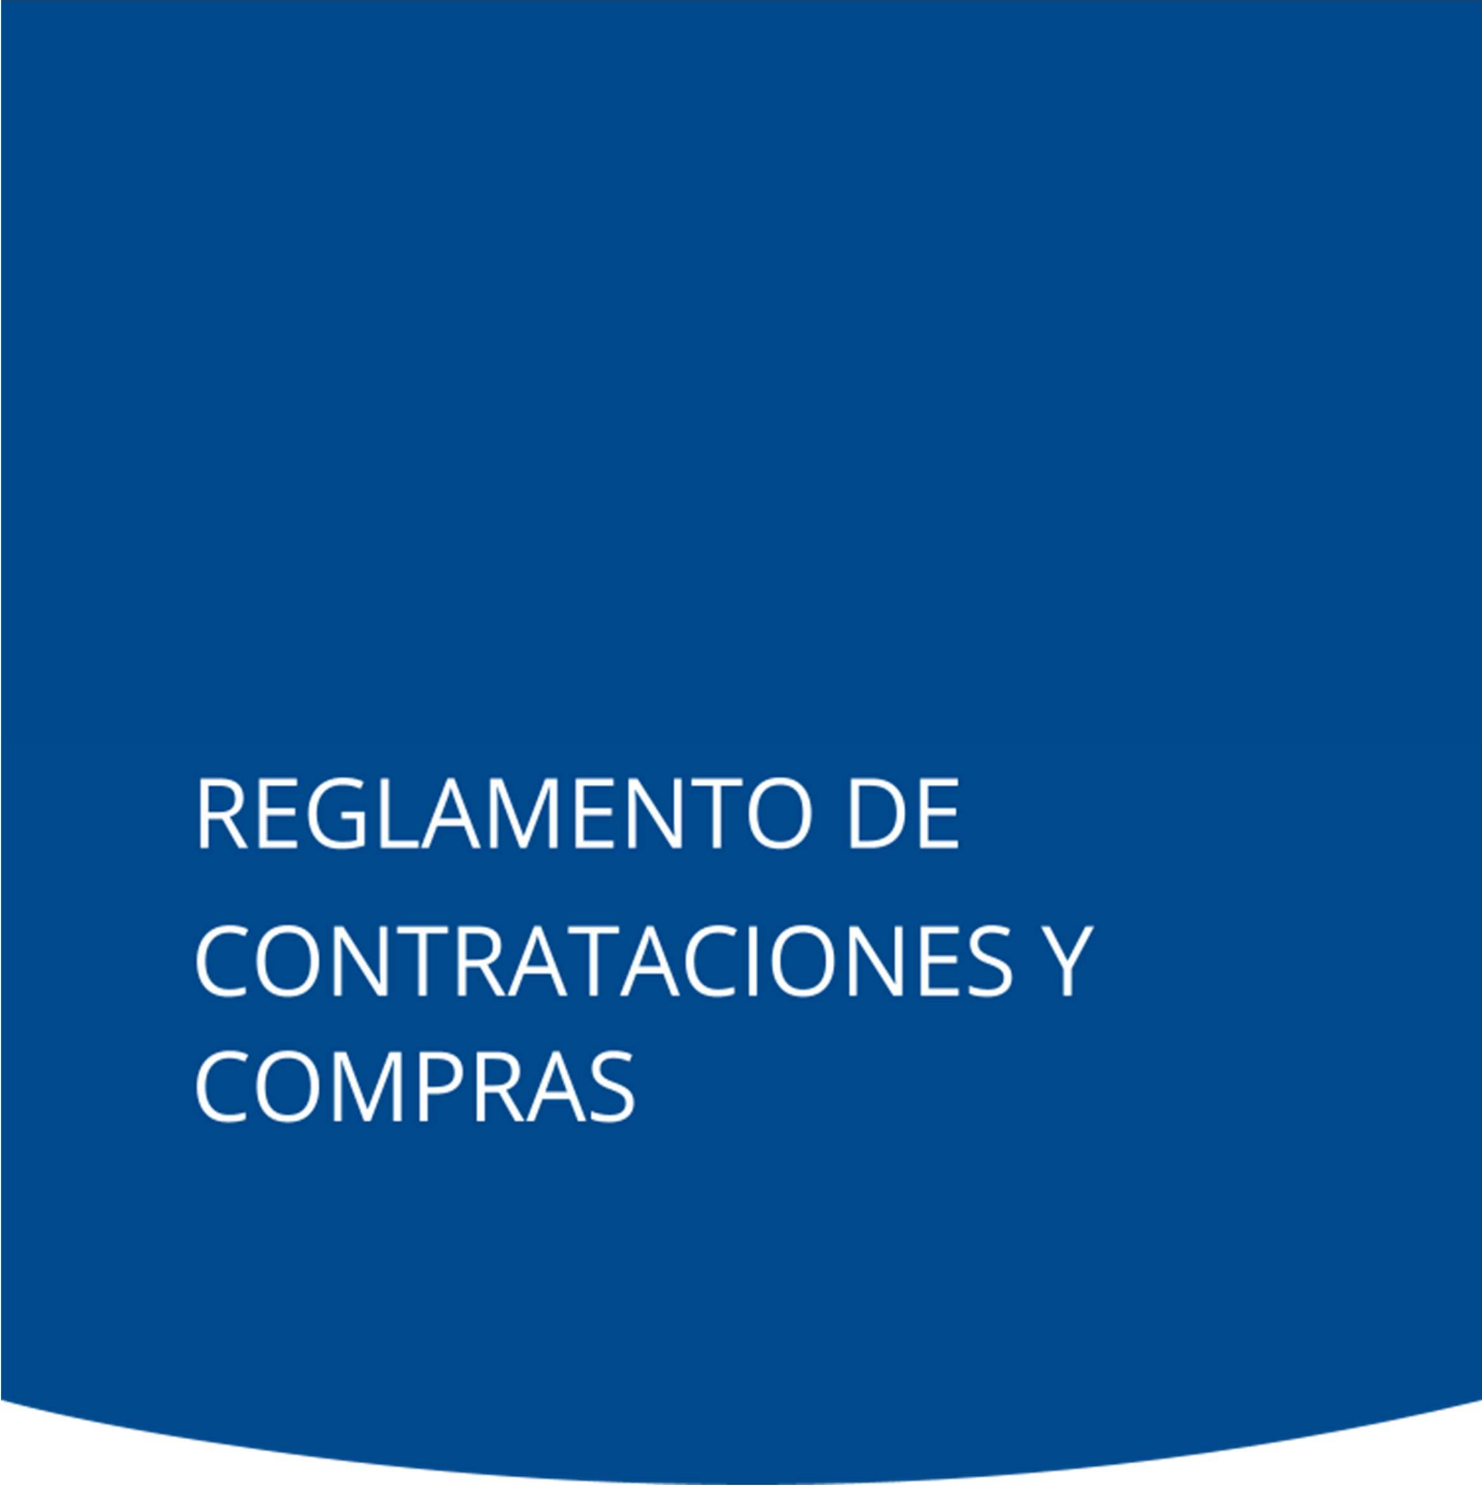 REGLAMENTO DE
CONTRATACIONES Y
COMPRAS